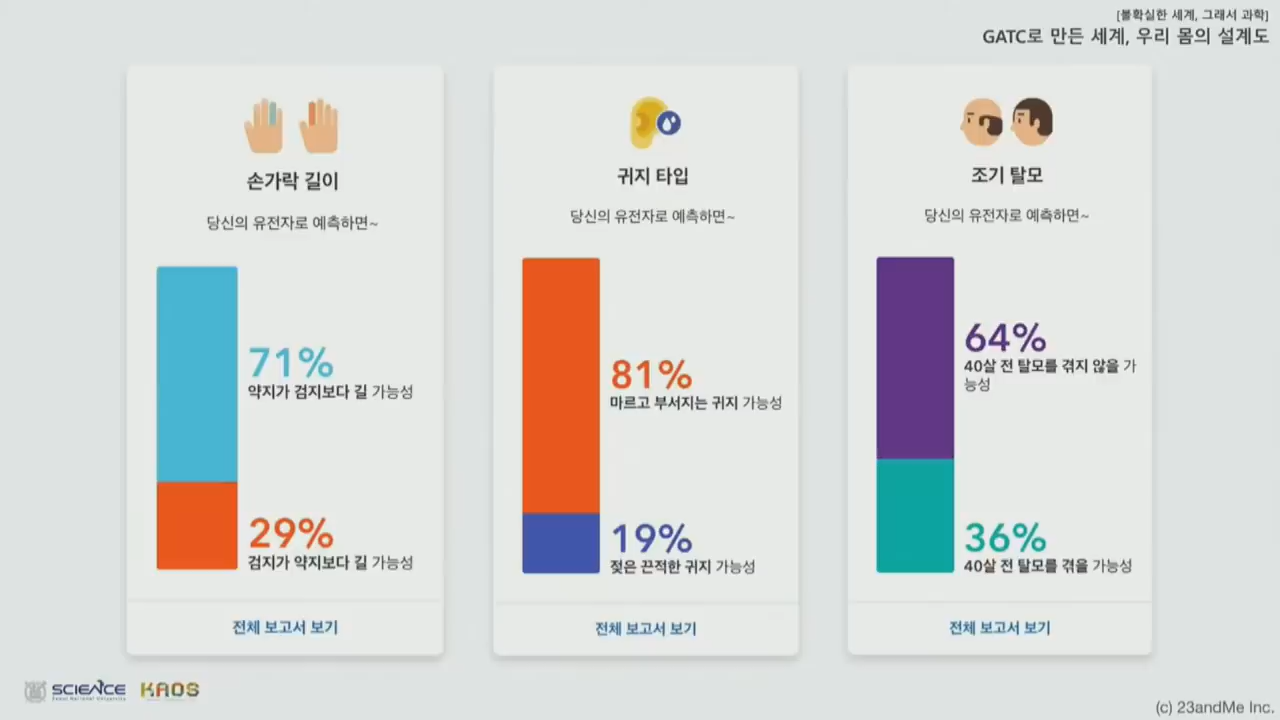 [불확실한 세계, 그래서 과학]
GATC로 만든 세계, 우리 몸의 설계도
손가락 길이
당신의 유전자로 예측하면~
71%
약지가 검지보다 길 가능성
29%
검지가 약지보다 길 가능성
전체 보고서 보기
귀지 타입
당신의 유전자로 예측하면~
81%
마르고 부서지는 귀지 가능성
19%
젖은 끈적한 귀지 가능성
전체 보고서 보기
조기 탈모
당신의 유전자로 예측하면~
64%
40살 전 탈모를 겪지 않을 가
능성
36%
40살 전 탈모를 겪을 가능성
전체 보고서 보기
SCIENCE
Seoul National University
KAOS
(c) 23andMe Inc.